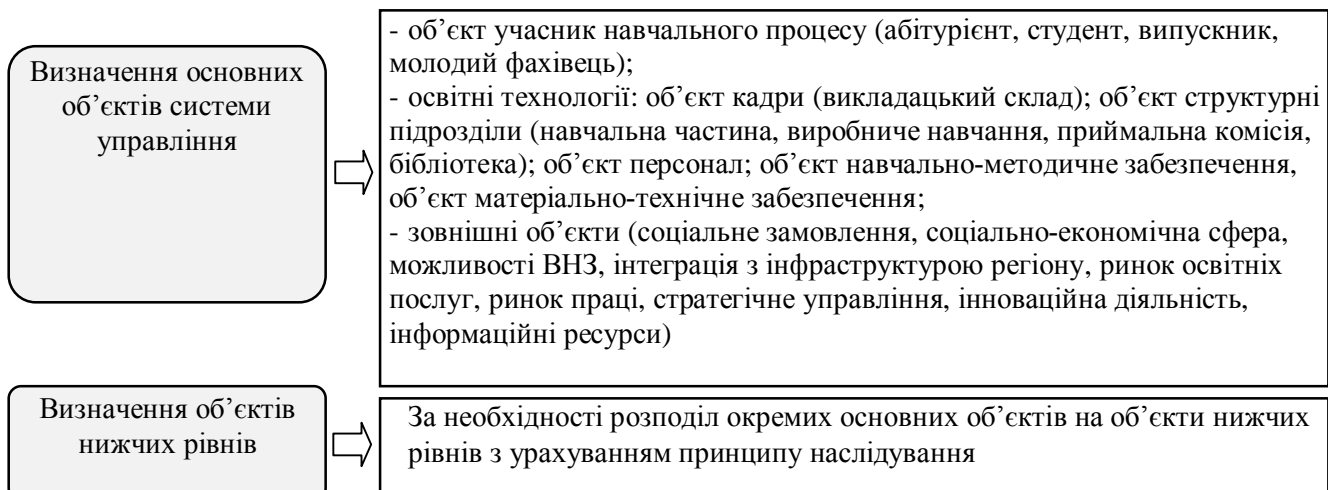 Визначення основних
об’єктів системи
управління
- об’єкт учасник навчального процесу (абітурієнт, студент, випускник,
молодий фахівець);
- освітні технології: об’єкт кадри (викладацький склад); об’єкт структурні
підрозділи (навчальна частина, виробниче навчання, приймальна комісія,
бібліотека); об’єкт персонал; об’єкт навчально-методичне забезпечення,
об’єкт матеріально-технічне забезпечення;
- зовнішні об’єкти (соціальне замовлення, соціально-економічна сфера,
можливості ВНЗ, інтеграція з інфраструктурою регіону, ринок освітніх
послуг, ринок праці, стратегічне управління, інноваційна діяльність,
інформаційні ресурси)
Визначення об’єктів
нижчих рівнів
За необхідності розподіл окремих основних об’єктів на об’єкти нижчих
рівнів з урахуванням принципу наслідування